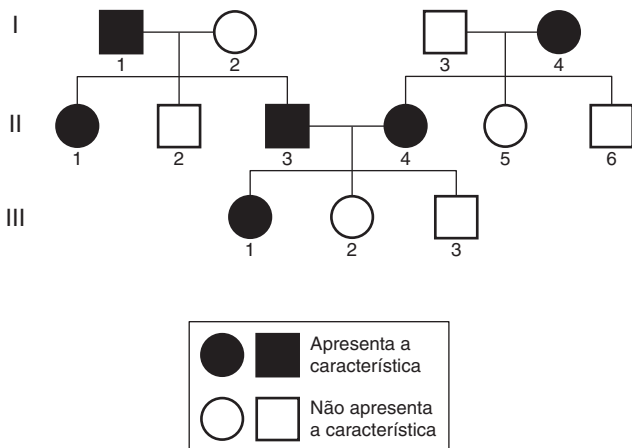 I
1
2
3
4
II
1
2
3
4
5
6
III
1
2
3
Apresenta a
característica
Não apresenta
a característica